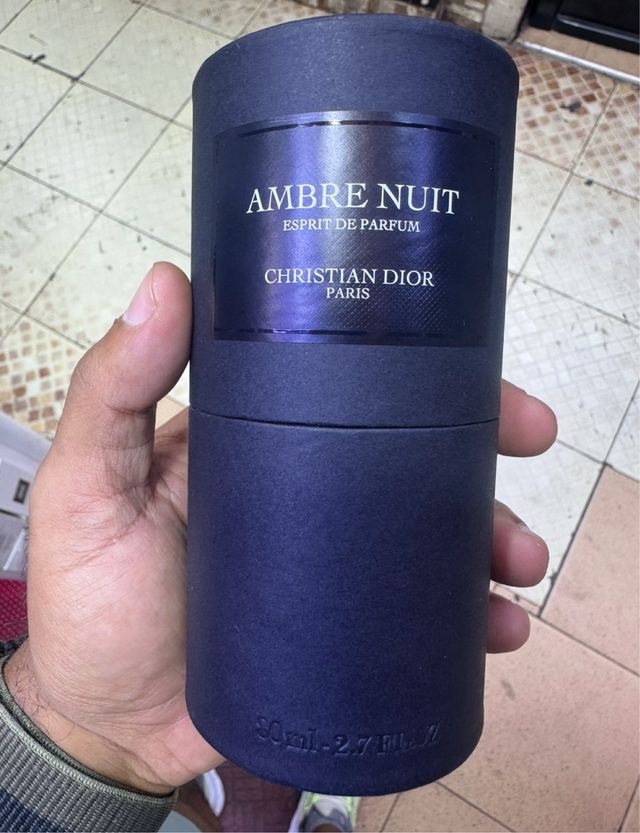 AMBRE NUIT
ESPRIT DE PARFUM
CHRISTIAN DIOR
PARIS
80ml-2.7 FL.OZ